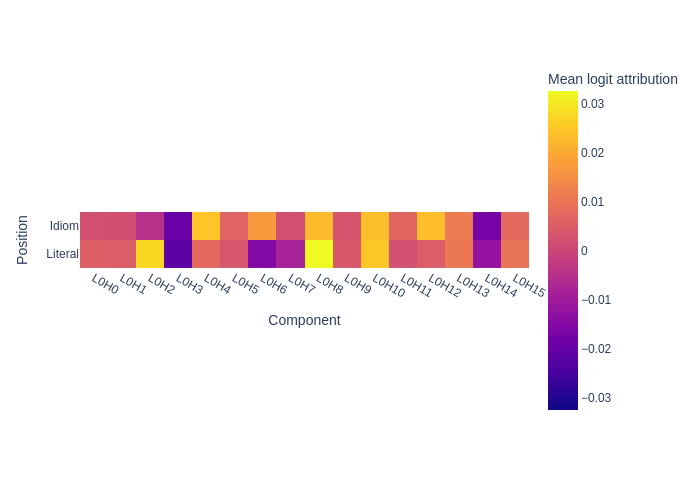 Mean logit attribution
0.03
0.02
0.01
0
−0.01
−0.02
−0.03
Position
Idiom
Literal
L0H0
L0H1
L0H2
L0H3
L0H4
L0H5
L0H6
L0H7
L0H8
L0H9
L0H10
L0H11
L0H12
L0H13
L0H14
L0H15
Component